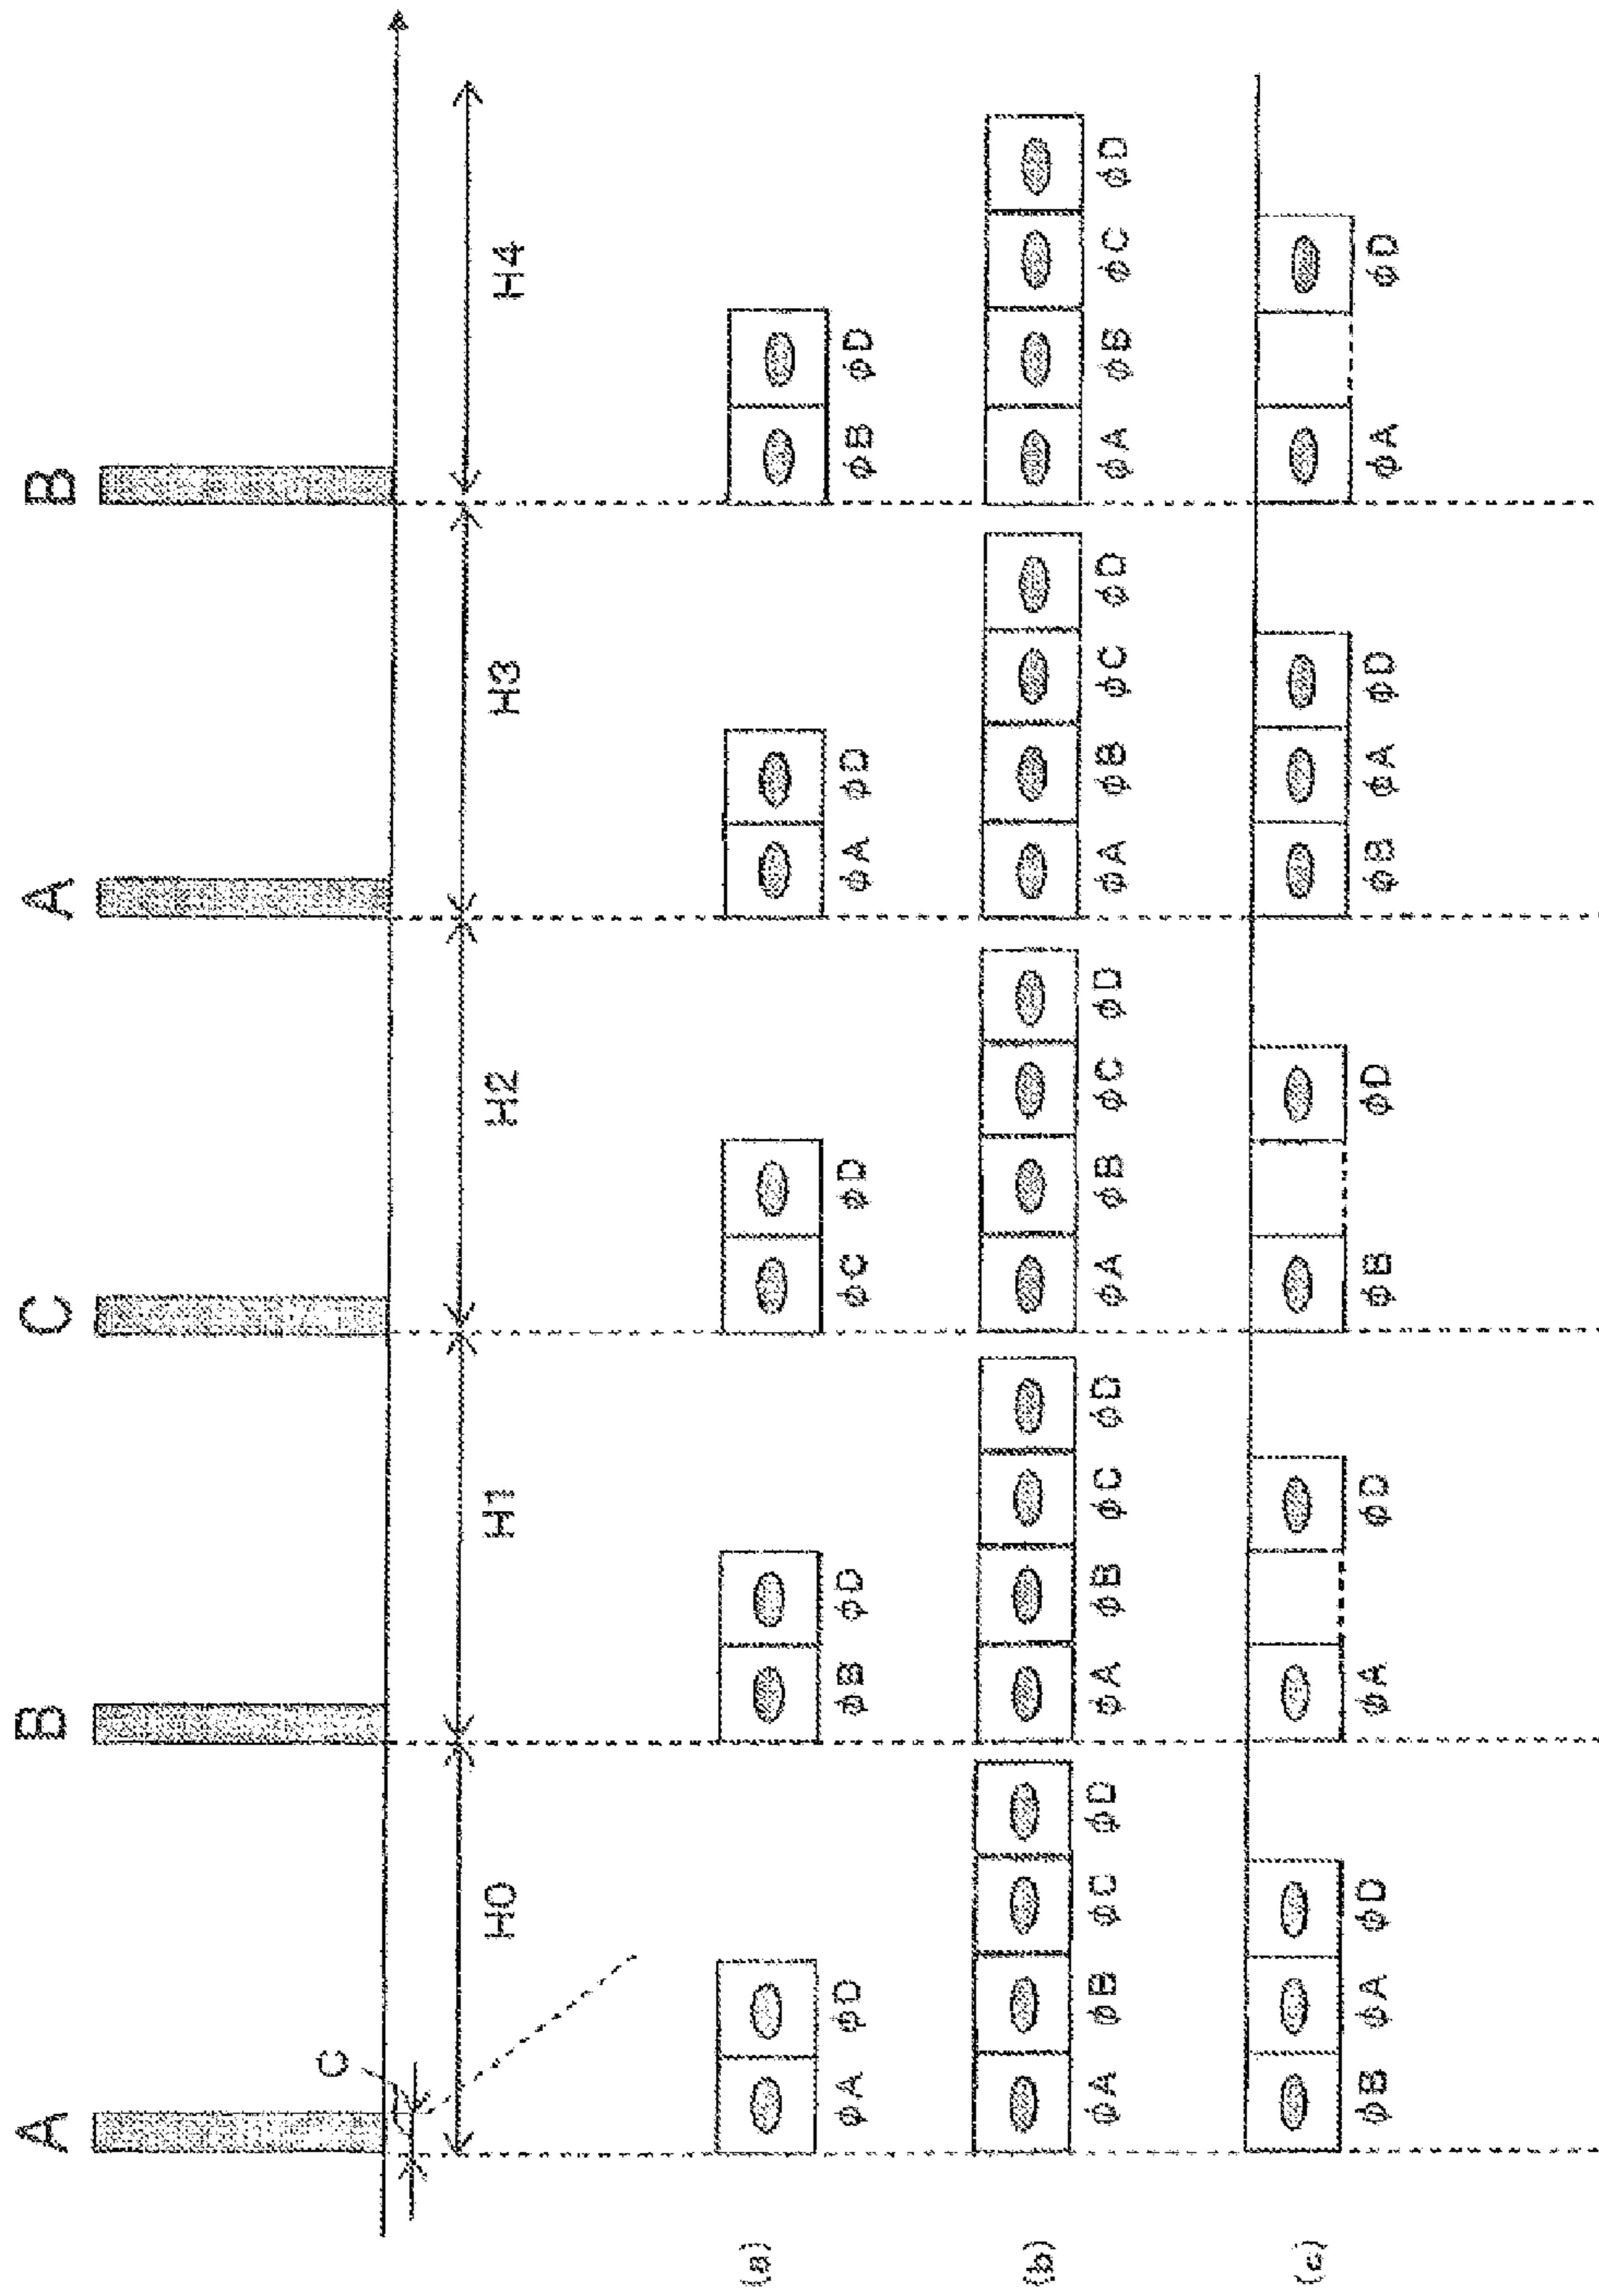 A B C A B
C
H0 H1 H2 H3 H4
(a)
φA φD φB φD φC φD φA φD φB φD
(b)
φA φB φC φD φA φB φC φD φA φB φC φD φA φB φC φD φA φB φC φD
(c)
φB φA φD φA φD φB φD φB φA φD φA φD